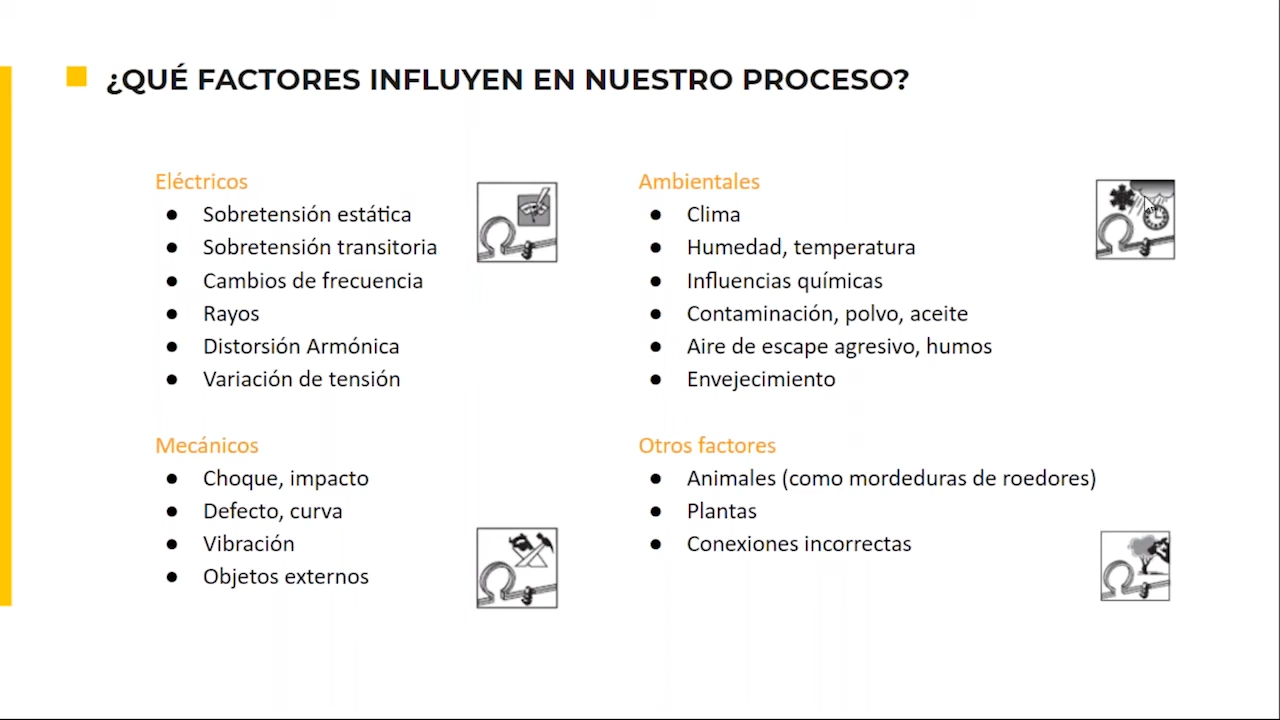 ¿QUÉ FACTORES INFLUYEN EN NUESTRO PROCESO?
Eléctricos
● Sobretensión estática
● Sobretensión transitoria
● Cambios de frecuencia
● Rayos
● Distorsión Armónica
● Variación de tensión
Mecánicos
● Choque, impacto
● Defecto, curva
● Vibración
● Objetos externos
Ambientales
● Clima
● Humedad, temperatura
● Influencias químicas
● Contaminación, polvo, aceite
● Aire de escape agresivo, humos
● Envejecimiento
Otros factores
● Animales (como mordeduras de roedores)
● Plantas
● Conexiones incorrectas